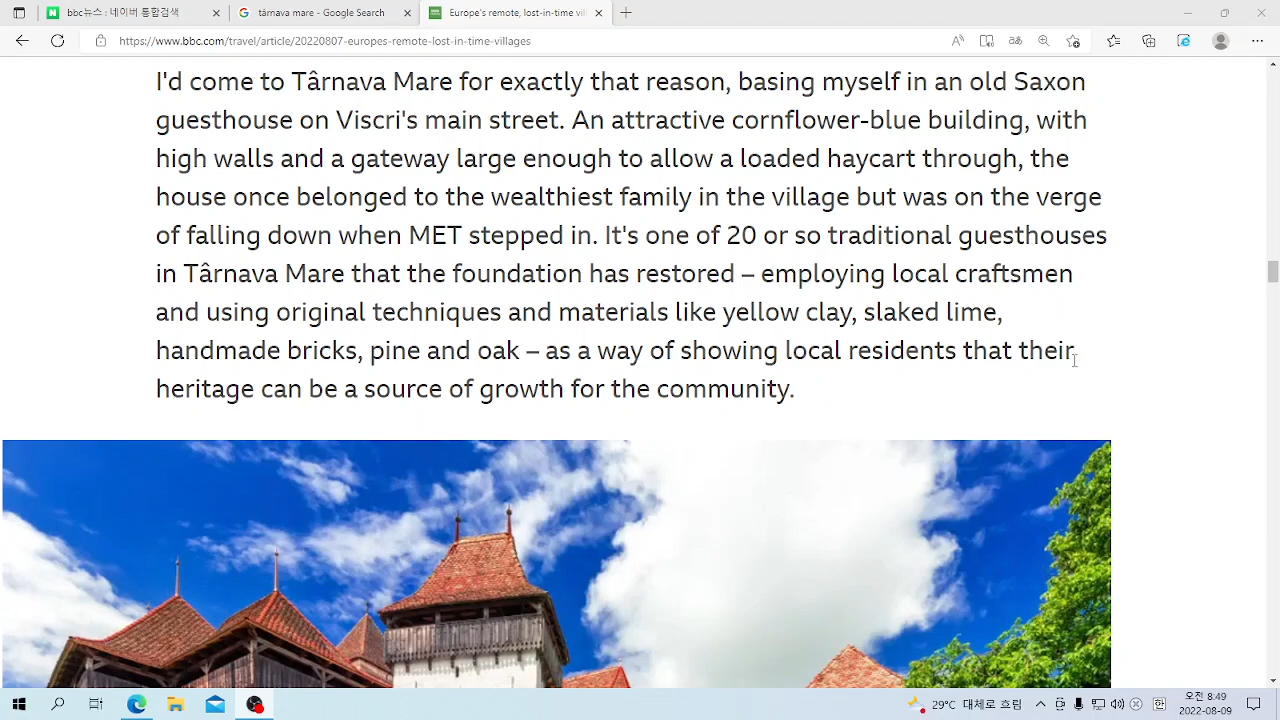 bbc뉴스 : 네이버 통합검색
târnava mare - Google Search
Europe's remote, lost-in-time vil
https://www.bbc.com/travel/article/20220807-europes-remote-lost-in-time-villages
I'd come to Târnava Mare for exactly that reason, basing myself in an old Saxon
guesthouse on Viscri's main street. An attractive cornflower-blue building, with
high walls and a gateway large enough to allow a loaded haycart through, the
house once belonged to the wealthiest family in the village but was on the verge
of falling down when MET stepped in. It's one of 20 or so traditional guesthouses
in Târnava Mare that the foundation has restored – employing local craftsmen
and using original techniques and materials like yellow clay, slaked lime,
handmade bricks, pine and oak – as a way of showing local residents that their
heritage can be a source of growth for the community.
29°C 대체로 흐림
오전 8:49
2022-08-09